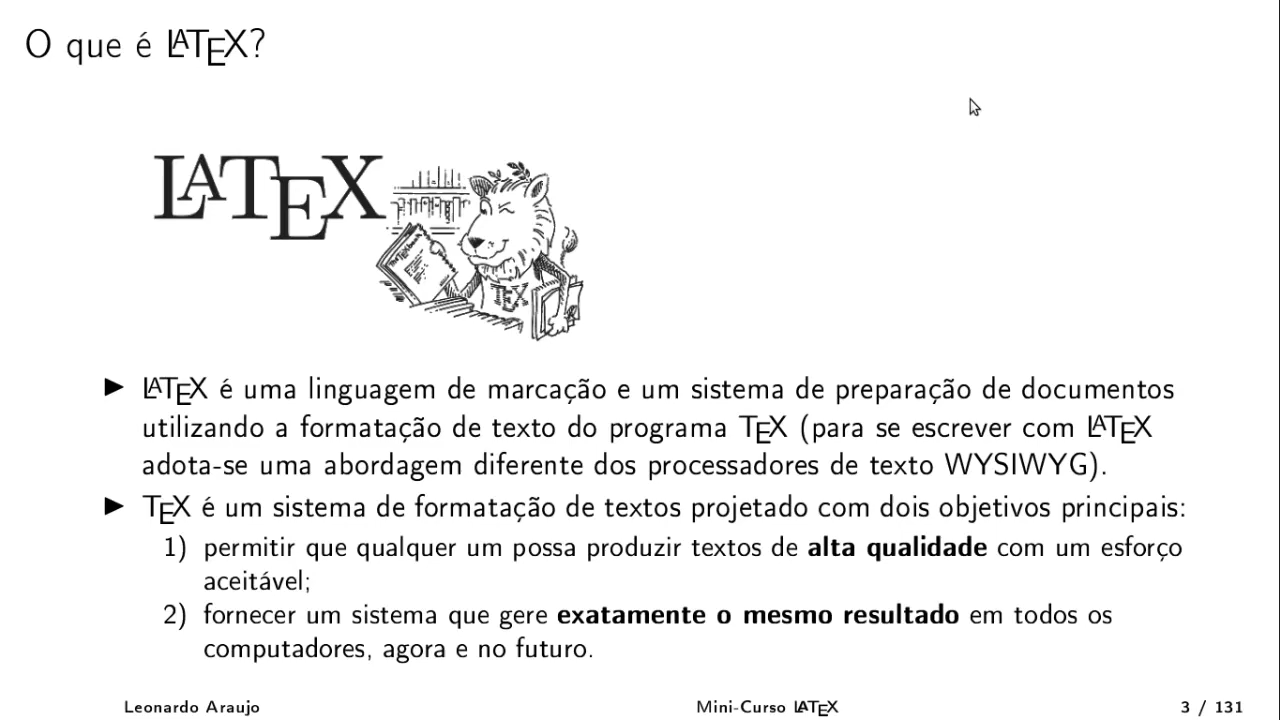 O que é LATEX?
LATEX
TEX
LATEX é uma linguagem de marcação e um sistema de preparação de documentos
utilizando a formatação de texto do programa TEX (para se escrever com LATEX
adota-se uma abordagem diferente dos processadores de texto WYSIWYG).
TEX é um sistema de formatação de textos projetado com dois objetivos principais:
1) permitir que qualquer um possa produzir textos de alta qualidade com um esforço
aceitável;
2) fornecer um sistema que gere exatamente o mesmo resultado em todos os
computadores, agora e no futuro.
Leonardo Araujo Mini-Curso LATEX 3 / 131